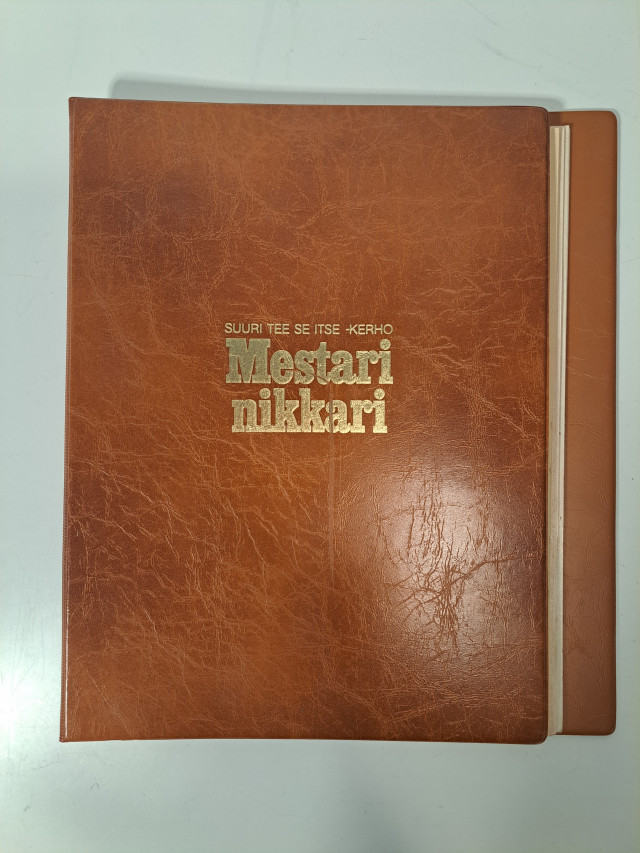 SUURI TEE SE ITSE -KERHO
Mestari
nikkari